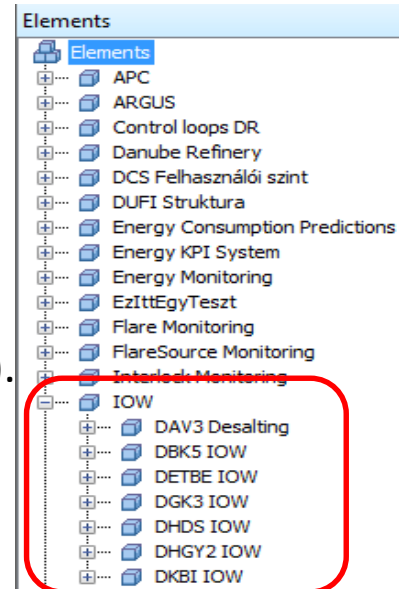 Elements
Elements
APC
ARGUS
Control loops DR
Danube Refinery
DCS Felhasználói szint
DUFI Struktura
Energy Consumption Predictions
Energy KPI System
Energy Monitoring
EzIttEgyTeszt
Flare Monitoring
FlareSource Monitoring
).
Interlock Monitoring
IOW
DAV3 Desalting
DBK5 IOW
DETBE IOW
DGK3 IOW
DHDS IOW
DHGY2 IOW
DKBI IOW